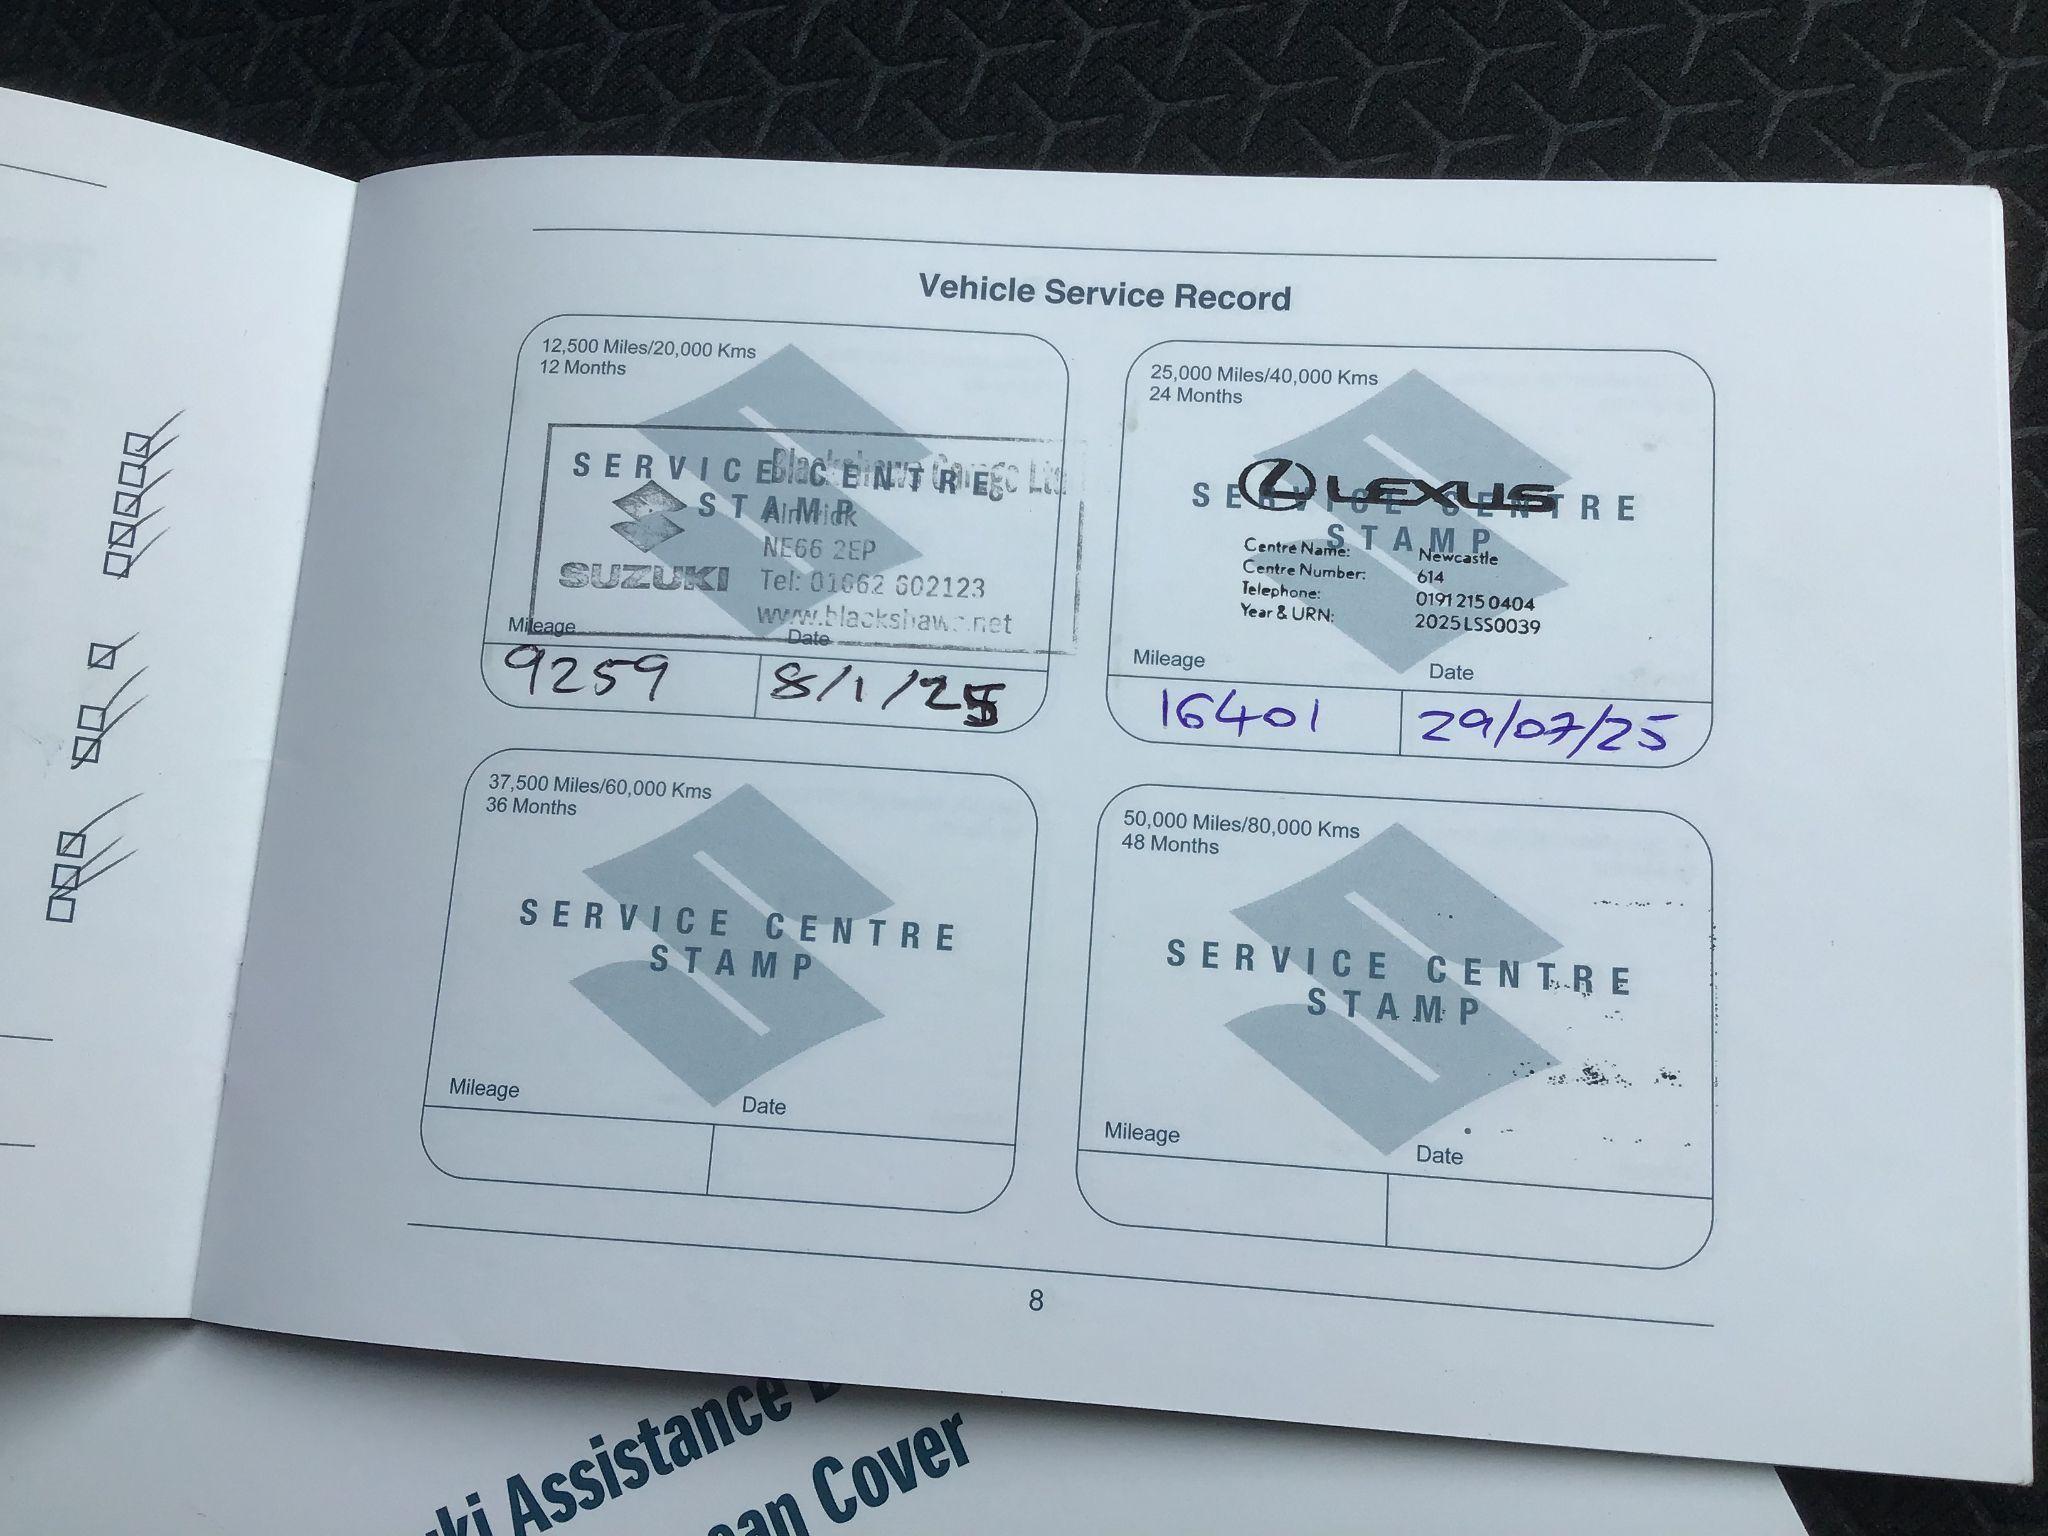 Vehicle Service Record
12,500 Miles/20,000 Kms
12 Months
SERVICE CENTRE
STAMP
Blackshaws Garage Ltd
Alnwick
NE66 2EP
SUZUKI
Tel: 01662 602123
www.blackshaws.net
Mileage
Date
9259
8/1/25
25,000 Miles/40,000 Kms
24 Months
LEXUS
SERVICE CENTRE
STAMP
Centre Name: Newcastle
Centre Number: 614
Telephone: 0191 215 0404
Year & URN: 2025LSS0039
Mileage
Date
16401
29/07/25
37,500 Miles/60,000 Kms
36 Months
SERVICE CENTRE
STAMP
Mileage
Date
50,000 Miles/80,000 Kms
48 Months
SERVICE CENTRE
STAMP
Mileage
Date
8
Assistance
Cover